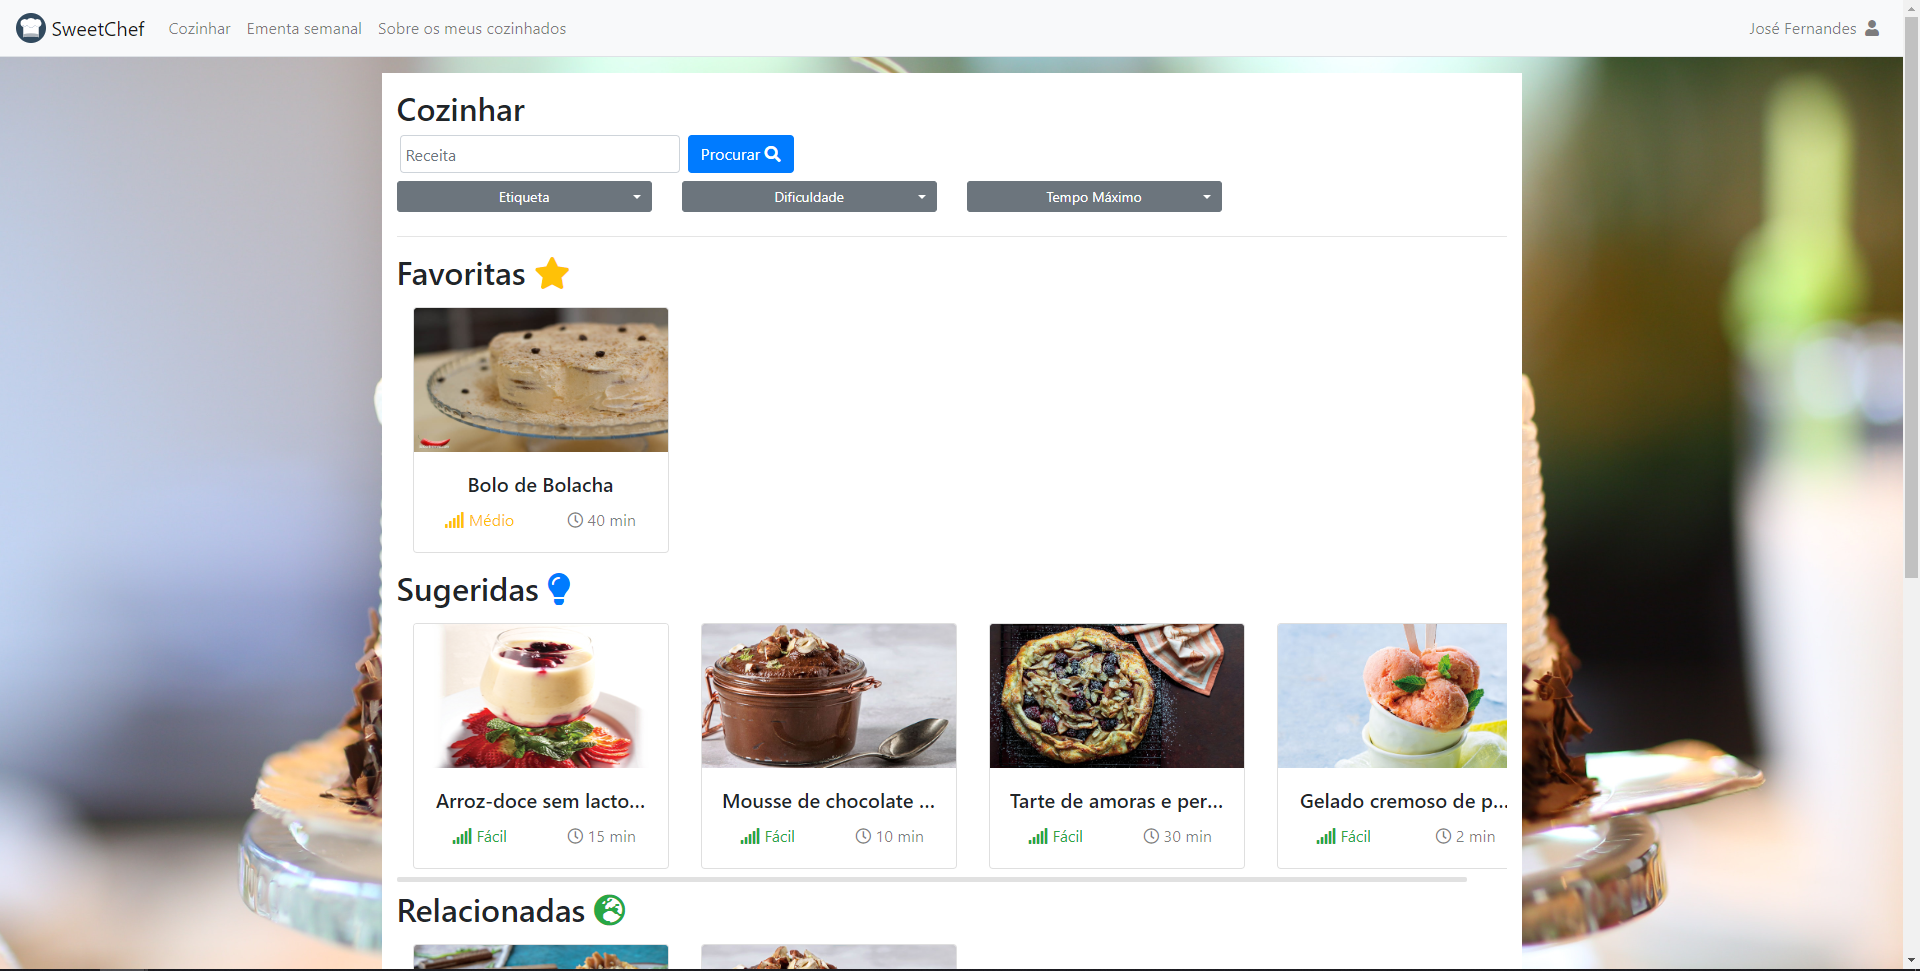 SweetChef Cozinhar Ementa semanal Sobre os meus cozinhados José Fernandes
Cozinhar
Receita Procurar
Etiqueta Dificuldade Tempo Máximo
Favoritas
Bolo de Bolacha
Médio 40 min
Sugeridas
Arroz-doce sem lacto... Mousse de chocolate ... Tarte de amoras e per... Gelado cremoso de p...
Fácil 15 min Fácil 10 min Fácil 30 min Fácil 2 min
Relacionadas